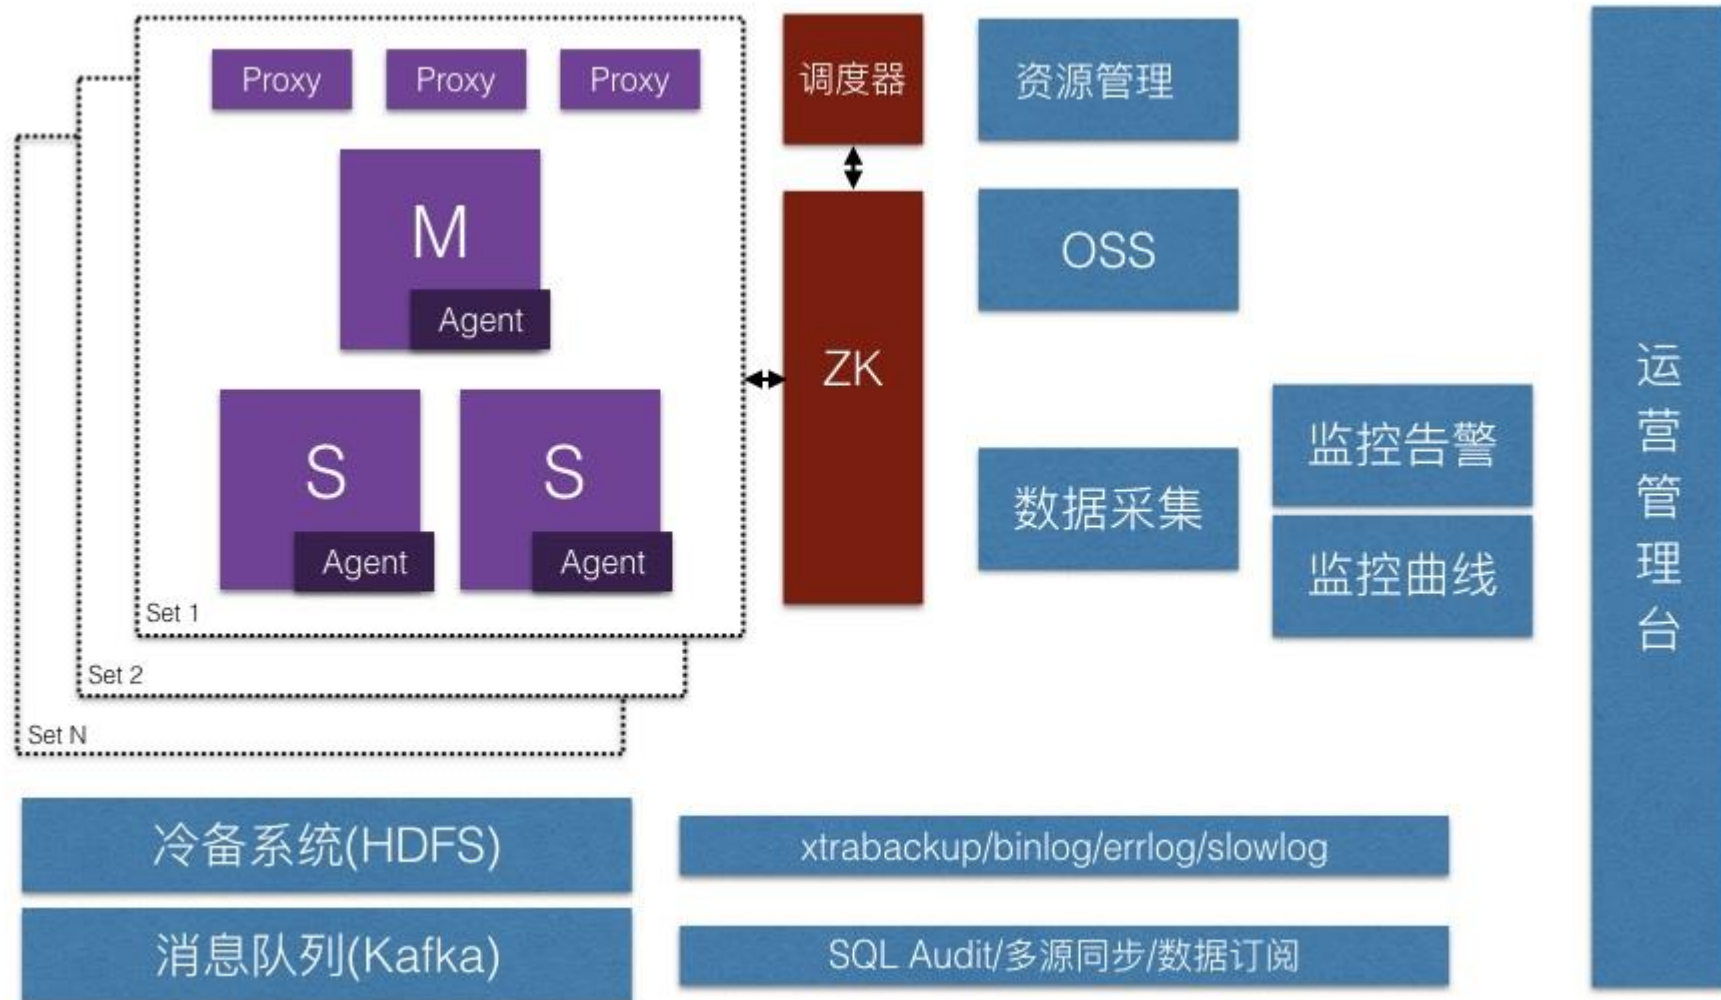 Proxy
Proxy
Proxy
M
Agent
S
Agent
S
Agent
Set 1
Set 2
Set N
调度器
ZK
资源管理
OSS
数据采集
监控告警
监控曲线
运营管理台
冷备系统(HDFS)
xtrabackup/binlog/errlog/slowlog
消息队列(Kafka)
SQL Audit/多源同步/数据订阅